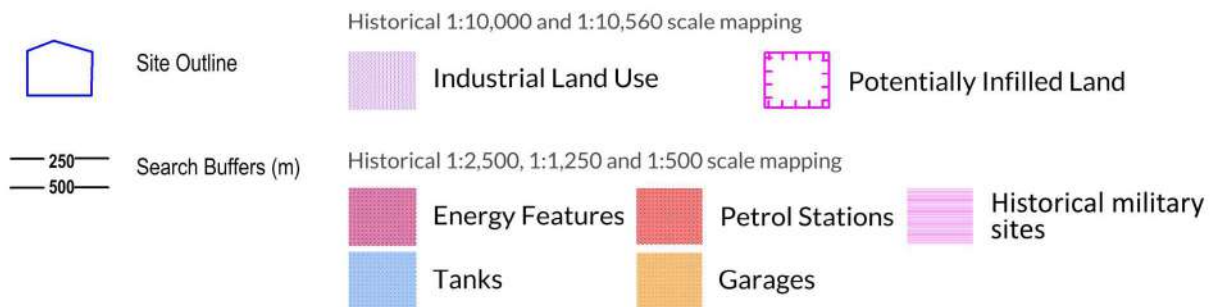 Historical 1:10,000 and 1:10,560 scale mapping
Site Outline
Industrial Land Use
Potentially Infilled Land
250
500
Search Buffers (m)
Historical 1:2,500, 1:1,250 and 1:500 scale mapping
Energy Features
Petrol Stations
Historical military
sites
Tanks
Garages